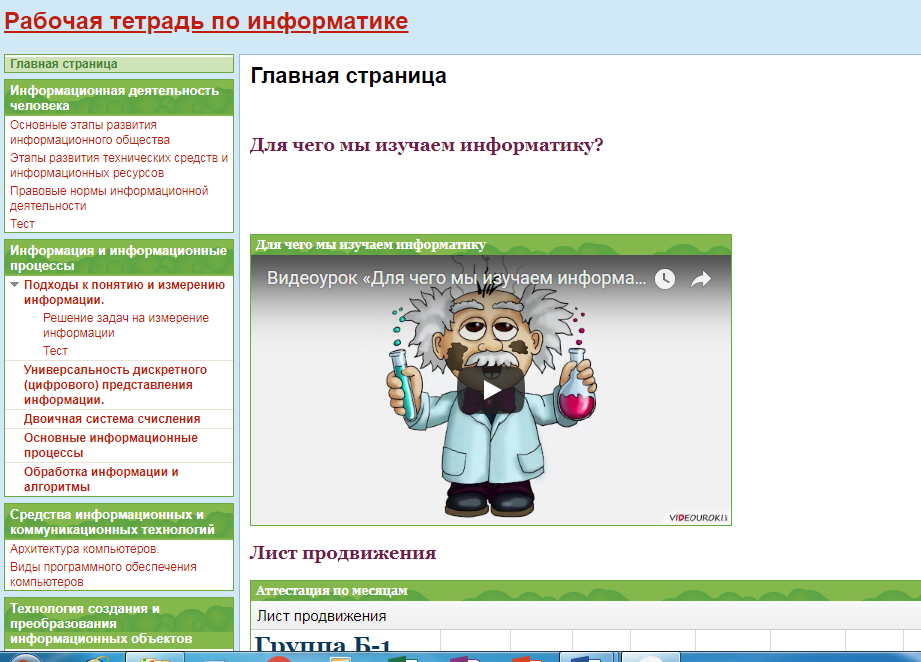 Рабочая тетрадь по информатике
Главная страница
Информационная деятельность
человека
Основные этапы развития
информационного общества
Этапы развития технических средств и
информационных ресурсов
Правовые нормы информационной
деятельности
Тест
Информация и информационные
процессы
Подходы к понятию и измерению
информации.
Решение задач на измерение
информации
Тест
Универсальность дискретного
(цифрового) представления
информации.
Двоичная система счисления
Основные информационные
процессы
Обработка информации и
алгоритмы
Средства информационных и
коммуникационных технологий
Архитектура компьютеров.
Виды программного обеспечения
компьютеров
Технология создания и
преобразования
информационных объектов
Главная страница
Для чего мы изучаем информатику?
Для чего мы изучаем информатику
Видеоурок «Для чего мы изучаем информа...
VIDEOUROKI
Лист продвижения
Аттестация по месяцам
Лист продвижения
Группа Б-1